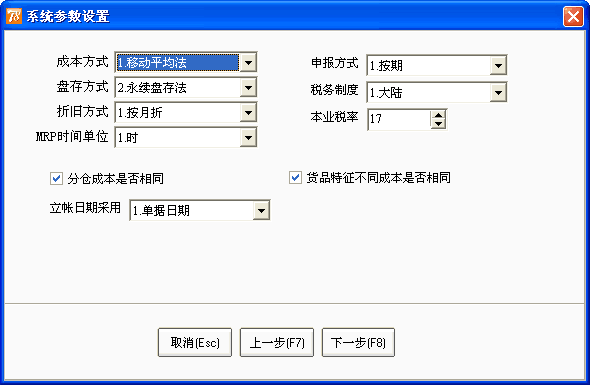 系统参数设置
成本方式 1.移动平均法 申报方式 1.按期
盘存方式 2.永续盘存法 税务制度 1.大陆
折旧方式 1.按月折 本业税率 17
MRP时间单位 1.时
分仓成本是否相同 货品特征不同成本是否相同
立帐日期采用 1.单据日期
取消(Esc) 上一步(F7) 下一步(F8)